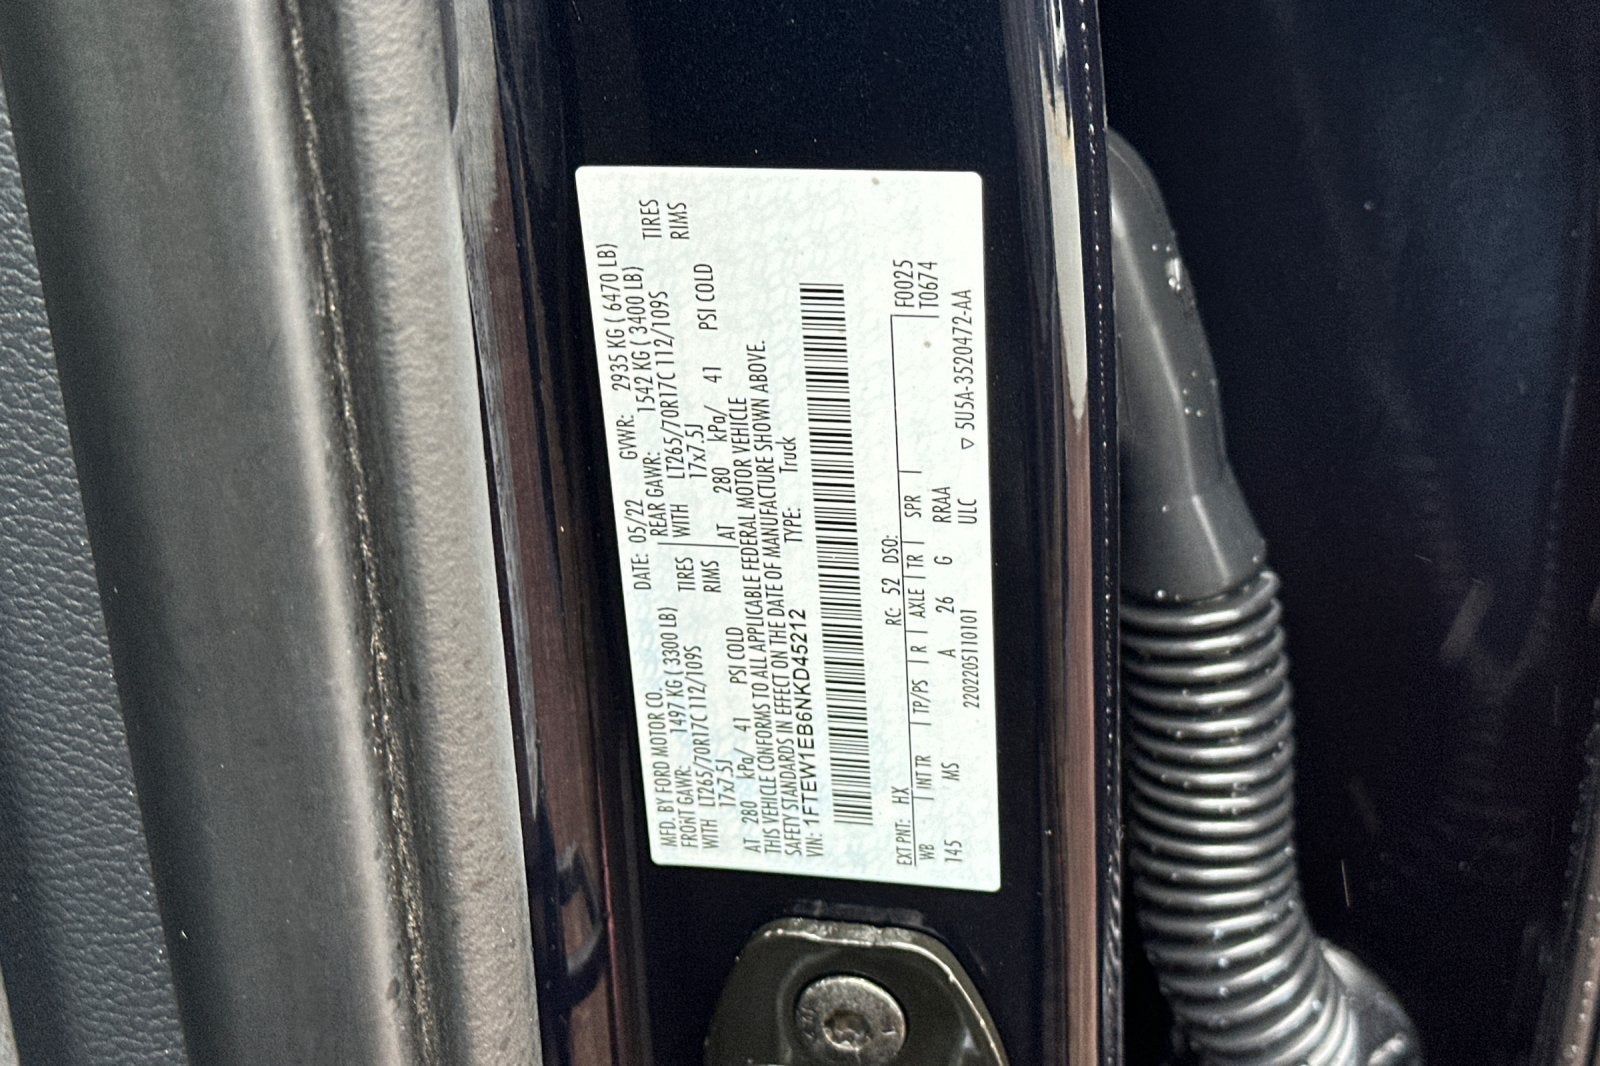 MFD. BY FORD MOTOR CO. DATE: 05/22 GVWR: 2935 KG ( 6470 LB)
FRONT GAWR: 1497 KG ( 3300 LB) REAR GAWR: 1542 KG ( 3400 LB)
WITH LT265/70R17C 112/109S TIRES WITH LT265/70R17C 112/109S TIRES
17x7.5J RIMS 17x7.5J RIMS
AT 280 kPa/ 41 PSI COLD AT 280 kPa/ 41 PSI COLD
THIS VEHICLE CONFORMS TO ALL APPLICABLE FEDERAL MOTOR VEHICLE
SAFETY STANDARDS IN EFFECT ON THE DATE OF MANUFACTURE SHOWN ABOVE.
VIN: 1FTEW1EB6NKD45212 TYPE: Truck
EXT PNT: HX RC: 52 DSO: F0025
WB INT TR TP/PS R AXLE TR SPR T0674
145 MS A 26 G RRAA
2202205110101 ULC ▽ 5U5A-3520472-AA